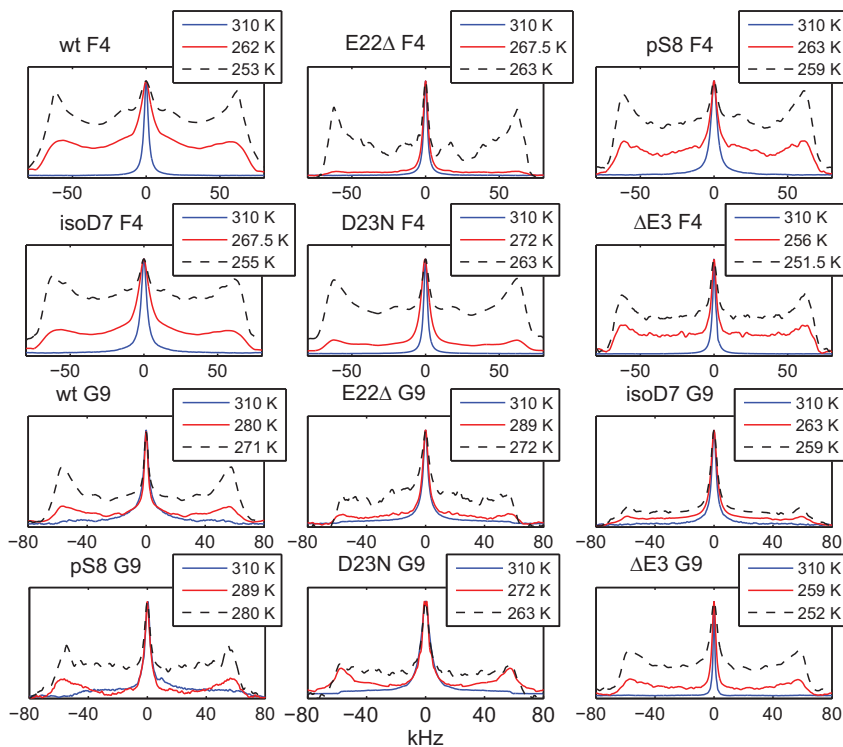 wt F4
310 K
262 K
253 K
−50 0 50
E22Δ F4
310 K
267.5 K
263 K
−50 0 50
pS8 F4
310 K
263 K
259 K
−50 0 50
isoD7 F4
310 K
267.5 K
255 K
−50 0 50
D23N F4
310 K
272 K
263 K
−50 0 50
ΔE3 F4
310 K
256 K
251.5 K
−50 0 50
wt G9
310 K
280 K
271 K
−80 −40 0 40 80
E22Δ G9
310 K
289 K
272 K
−80 −40 0 40 80
isoD7 G9
310 K
263 K
259 K
−80 −40 0 40 80
pS8 G9
310 K
289 K
280 K
−80 −40 0 40 80
D23N G9
310 K
272 K
263 K
−80 −40 0 40 80
kHz
ΔE3 G9
310 K
259 K
252 K
−80 −40 0 40 80